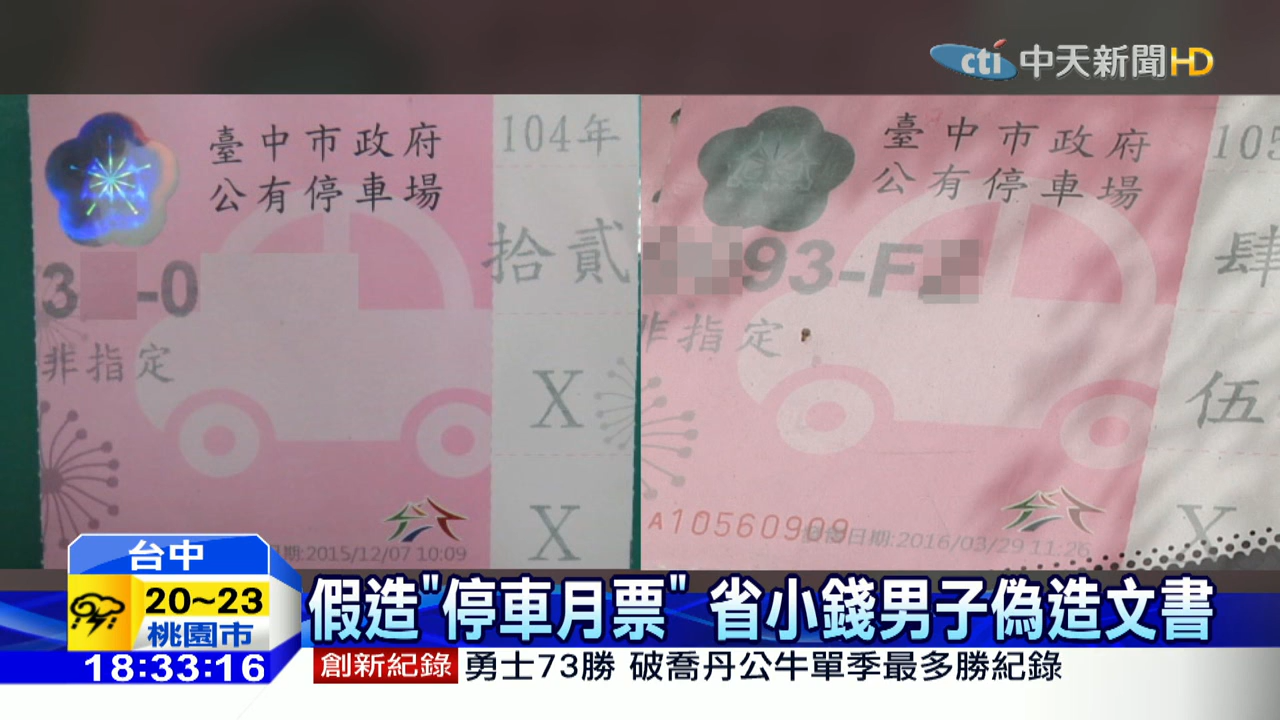 cti 中天新聞HD
臺中市政府
公有停車場
104年
拾貳
3 -0
非指定
X
X
期:2015/12/07 10:09
臺中市政府
公有停車場
105
肆
93-F
非指定
伍
X
A10560909
日期:2016/03/29 11:26
台中
20~23
桃園市
18:33:16
假造"停車月票" 省小錢男子偽造文書
創新紀錄 勇士73勝 破喬丹公牛單季最多勝紀錄